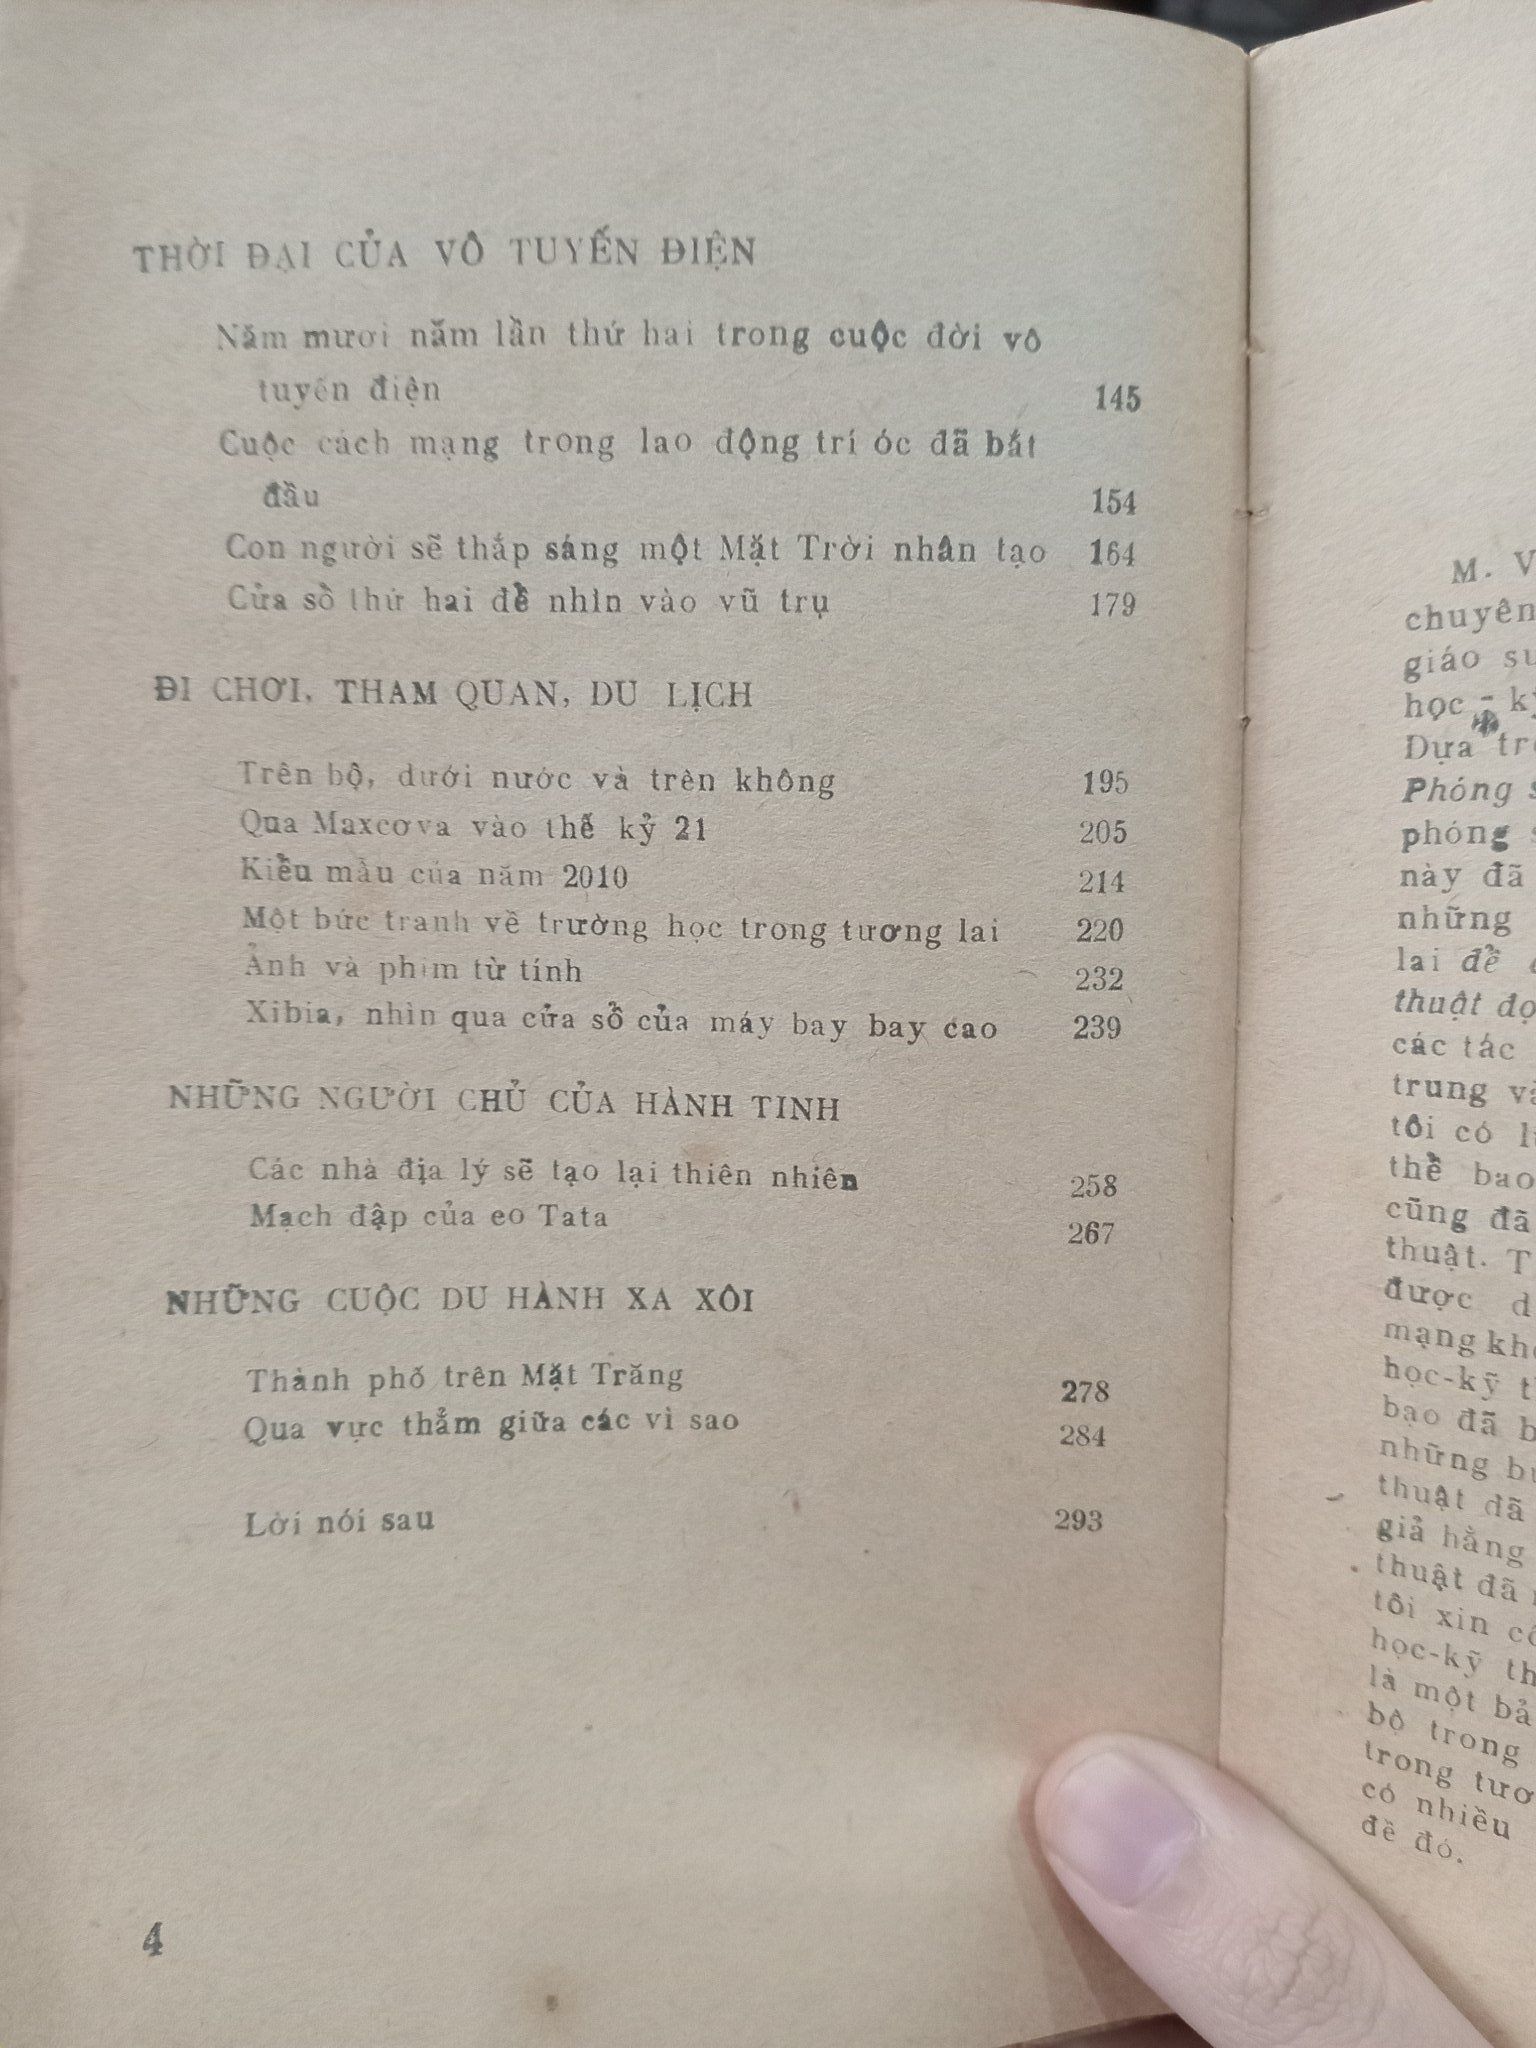 THỜI ĐẠI CỦA VÔ TUYẾN ĐIỆN
Năm mươi năm lần thứ hai trong cuộc đời vô
tuyến điện 145
Cuộc cách mạng trong lao động trí óc đã bắt
đầu 154
Con người sẽ thắp sáng một Mặt Trời nhân tạo 164
Cửa sổ thứ hai để nhìn vào vũ trụ 179
ĐI CHƠI, THAM QUAN, DU LỊCH
Trên bộ, dưới nước và trên không 195
Qua Maxcơva vào thế kỷ 21 205
Kiểu mẫu của năm 2010 214
Một bức tranh về trường học trong tương lai 220
Ảnh và phim từ tính 232
Xibia, nhìn qua cửa sổ của máy bay bay cao 239
NHỮNG NGƯỜI CHỦ CỦA HÀNH TINH
Các nhà địa lý sẽ tạo lại thiên nhiên 258
Mạch đập của eo Tata 267
NHỮNG CUỘC DU HÀNH XA XÔI
Thành phố trên Mặt Trăng 278
Qua vực thẳm giữa các vì sao 284
Lời nói sau 293
4
M. V
chuyên
giáo
học - 
Dựa
Phóng
phóng
này đã
những
lai để
thuật
các tác
trung
tôi có
thể bao
cũng đã
thuật. T
được d
mạng
học-kỹ
bạo đã
những
thuật đã
giả hằng
thuật đã
tôi xin
học-kỹ
là một
bộ trong
trong
có nhiều
đề đó.